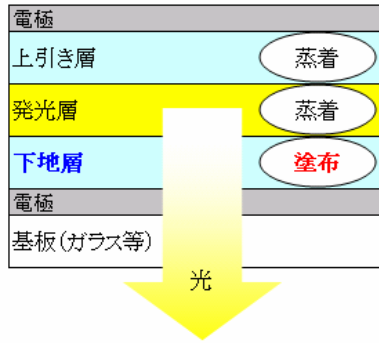 電極
上引き層 蒸着
発光層 蒸着
下地層 塗布
電極
基板(ガラス等)
光